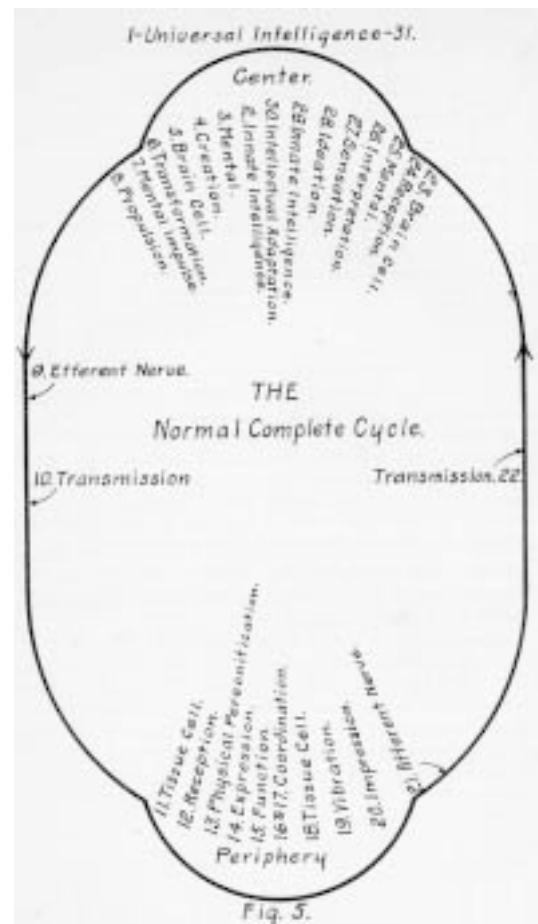 1-Universal Intelligence-31.
Center.
8. Propulsion.
7. Mental Impulse.
6. Transformation.
5. Brain Cell.
4. Creation.
3. Mental.
2. Innate Intelligence.
30. Intellectual Adaptation.
29. Innate Intelligence.
28. Ideation.
27. Sensation.
26. Interpretation.
25. Mental.
24. Reception.
23. Brain Cell.
9. Efferent Nerve.
THE
Normal Complete Cycle.
10. Transmission
Transmission. 22.
11. Tissue Cell.
12. Reception.
13. Physical Personification.
14. Expression.
15. Function.
16&17. Coordination.
18. Tissue Cell.
19. Vibration.
20. Impression.
21. Afferent Nerve.
Periphery
Fig. 5.